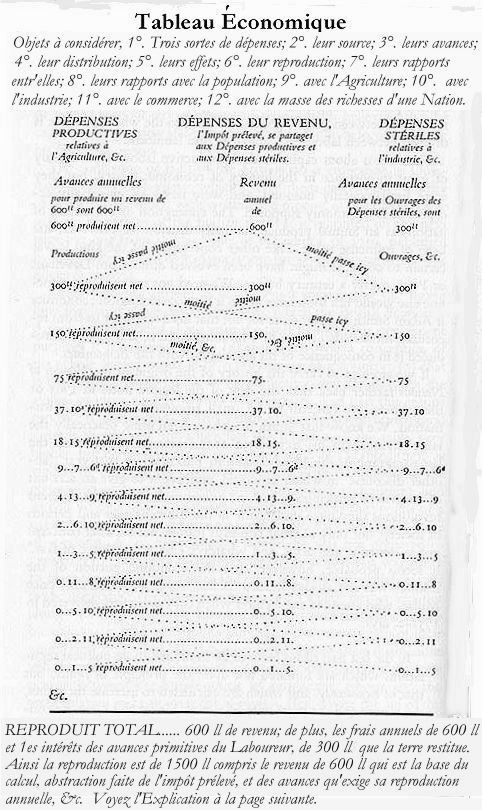 Tableau Économique
Objets à considérer, 1°. Trois sortes de dépenses; 2°. leur source; 3°. leurs avances;
4°. leur distribution; 5°. leurs effets; 6°. leur reproduction; 7°. leurs rapports
entr'elles; 8°. leurs rapports avec la population; 9°. avec l'Agriculture; 10°. avec
l'industrie; 11°. avec le commerce; 12°. avec la masse des richesses d'une Nation.
DÉPENSES DÉPENSES DU REVENU, DÉPENSES
PRODUCTIVES l'Impôt prélevé, se partaget STÉRILES
relatives à aux Dépenses productives et relatives à
l'Agriculture, &c. aux Dépenses stériles. l'industrie, &c.
Avances annuelles Revenu Avances annuelles
pour produire un revenu de annuel pour les Ouvrages des
600ll sont 600ll de Dépenses stériles, sont
600ll produisent net.......... 600ll 300ll
Productions moitié passe icy moitié passe icy Ouvrages, &c.
300ll reproduisent net.......... 300ll 300ll
moitié moitié
passe icy passe icy
150 reproduisent net.......... 150. 150
moitié, &c. moitié, &c.
75 reproduisent net.......... 75. 75
37.10 reproduisent net.......... 37.10. 37.10
18.15 reproduisent net.......... 18.15. 18.15
9...7...6d reproduisent net.......... 9...7...6d 9...7...6d
4.13...9. reproduisent net.......... 4.13...9. 4.13...9
2...6.10 reproduisent net.......... 2...6.10. 2...6.10
1...3...5 reproduisent net.......... 1...3...5. 1...3...5
0.11...8 reproduisent net.......... 0.11...8. 0.11...8
0...5.10 reproduisent net.......... 0...5.10. 0...5.10
0...2.11 reproduisent net.......... 0...2.11. 0...2.11
0...1...5 reproduisent net.......... 0...1...5. 0...1...5
&c.
REPRODUIT TOTAL..... 600 ll de revenu; de plus, les frais annuels de 600 ll
et 1es intérêts des avances primitives du Laboureur, de 300 ll que la terre restitue.
Ainsi la reproduction est de 1500 ll compris le revenu de 600 ll qui est la base du
calcul, abstraction faite de l'impôt prélevé, et des avances qu'exige sa reproduction
annuelle, &c. Voyez l'Explication à la page suivante.